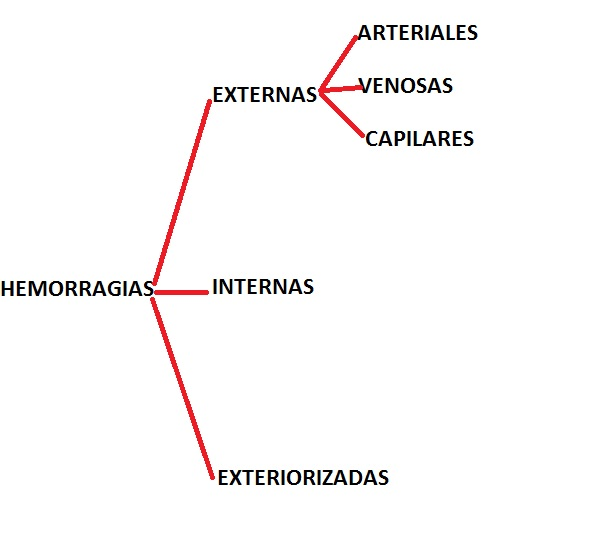 ARTERIALES
VENOSAS
EXTERNAS
CAPILARES
HEMORRAGIAS
INTERNAS
EXTERIORIZADAS